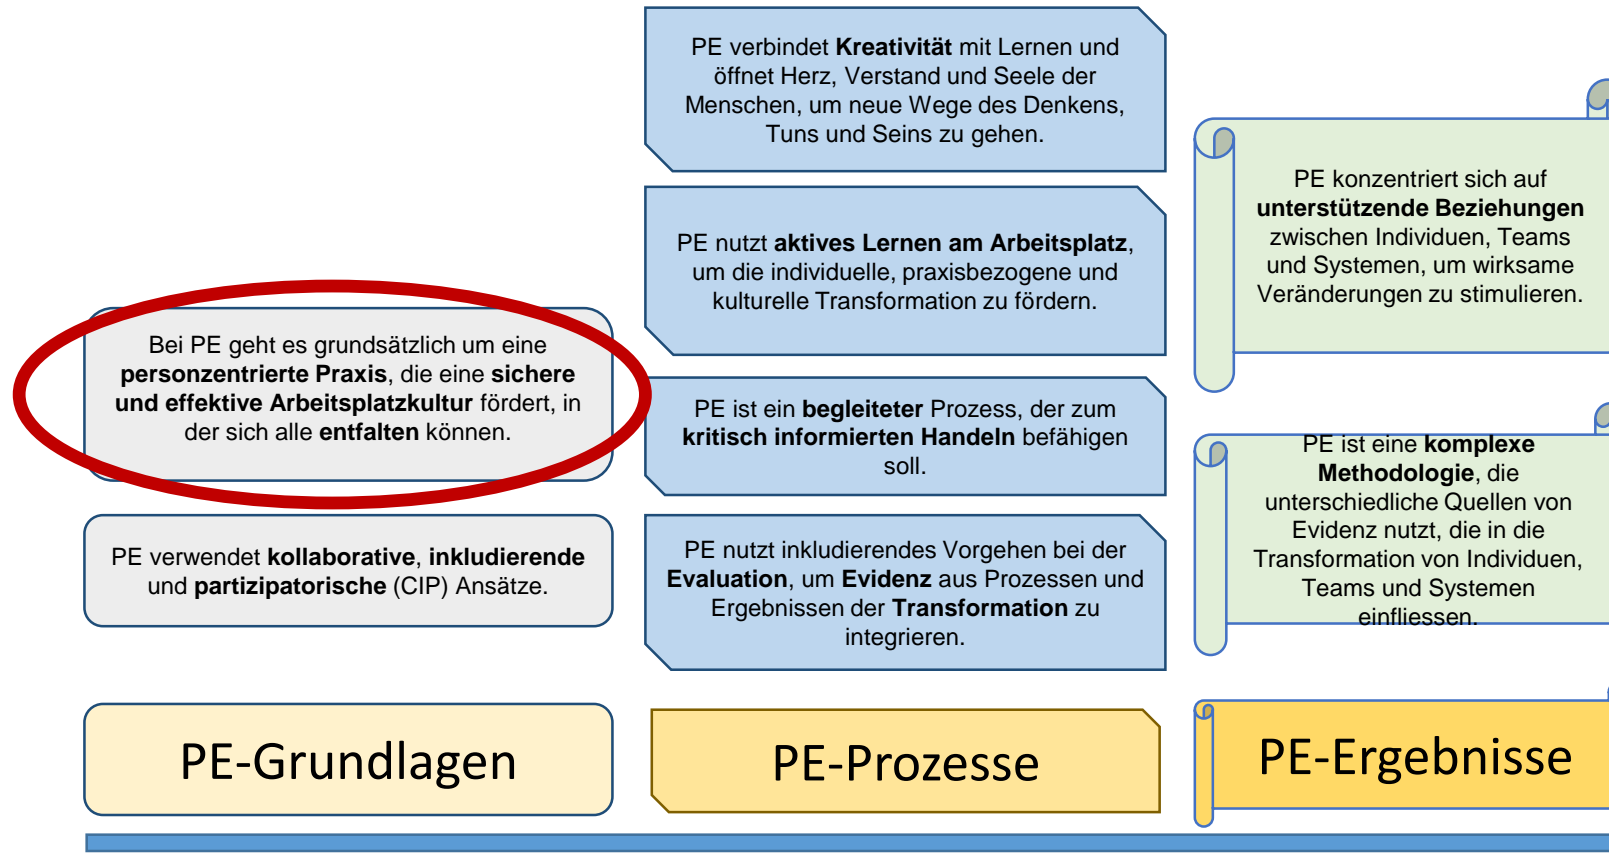 Bei PE geht es grundsätzlich um eine
personzentrierte Praxis, die eine sichere
und effektive Arbeitsplatzkultur fördert, in
der sich alle entfalten können.
PE verwendet kollaborative, inkludierende
und partizipatorische (CIP) Ansätze.
PE-Grundlagen
PE verbindet Kreativität mit Lernen und
öffnet Herz, Verstand und Seele der
Menschen, um neue Wege des Denkens,
Tuns und Seins zu gehen.
PE nutzt aktives Lernen am Arbeitsplatz,
um die individuelle, praxisbezogene und
kulturelle Transformation zu fördern.
PE ist ein begleiteter Prozess, der zum
kritisch informierten Handeln befähigen
soll.
PE nutzt inkludierendes Vorgehen bei der
Evaluation, um Evidenz aus Prozessen und
Ergebnissen der Transformation zu
integrieren.
PE-Prozesse
PE konzentriert sich auf
unterstützende Beziehungen
zwischen Individuen, Teams
und Systemen, um wirksame
Veränderungen zu stimulieren.
PE ist eine komplexe
Methodologie, die
unterschiedliche Quellen von
Evidenz nutzt, die in die
Transformation von Individuen,
Teams und Systemen
einfliessen.
PE-Ergebnisse